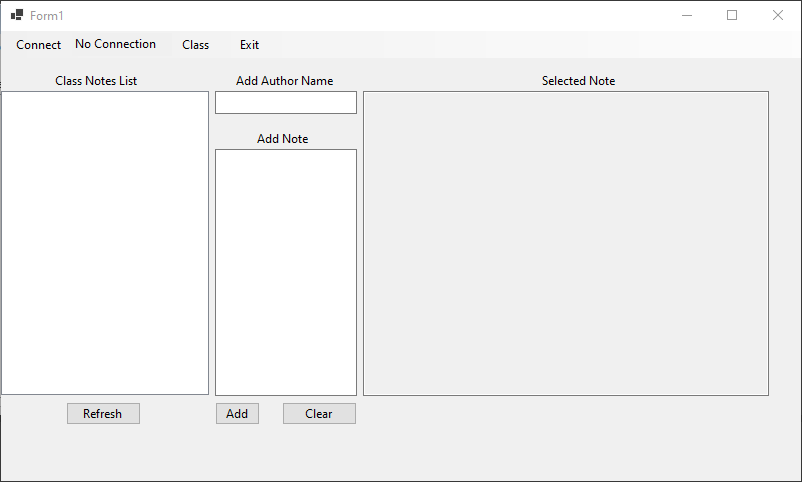 Form1
Connect No Connection Class Exit
Class Notes List Add Author Name Selected Note
Add Note
Refresh Add Clear